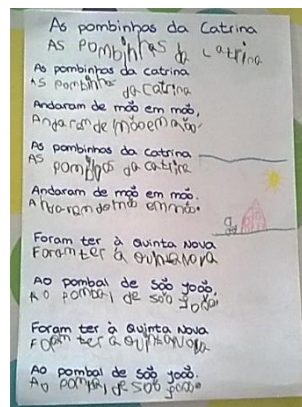 As pombinhas da Catrina
AS Pombinhas da Catrina
As pombinhas da catrina
AS pombinhas da Catrina
Andaram de mão em mão,
Andaram de mão em mão.
As pombinhas da Catrina
AS da
Andaram de mão em mão.
em mão.
Foram ter à Quinta Nova
Foram ter à Quinta Nova
AO pombal de São João,
Ao pombal de São João.
Foram ter à Quinta Nova
Foram ter à Quinta Nova
Ao pombal de São João.
Ao pombal de São João